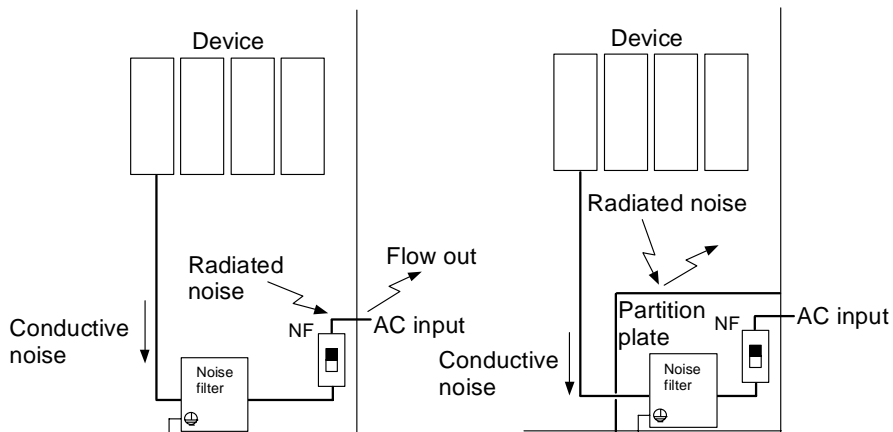 Device
Radiated
noise
Flow out
Conductive
noise
NF
AC input
Noise
filter
Device
Radiated noise
Partition
plate
NF
AC input
Conductive
noise
Noise
filter